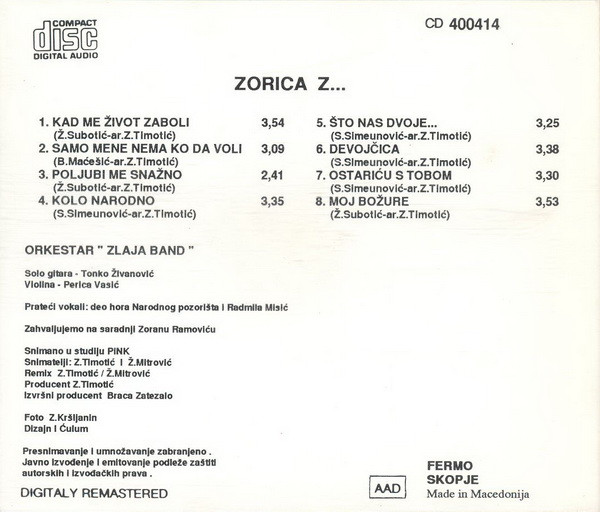 COMPACT
disc
DIGITAL AUDIO
CD 400414
ZORICA Z...
1. KAD ME ŽIVOT ZABOLI 3,54
(Ž.Subotić-ar.Z.Timotić)
2. SAMO MENE NEMA KO DA VOLI 3,09
(B.Mačešić-ar.Z.Timotić)
3. POLJUBI ME SNAŽNO 2,41
(Ž.Subotić-ar.Z.Timotić)
4. KOLO NARODNO 3,35
(S.Simeunović-ar.Z.Timotić)
5. ŠTO NAS DVOJE... 3,25
(S.Simeunović-ar.Z.Timotić)
6. DEVOJČICA 3,38
(S.Simeunović-ar.Z.Timotić)
7. OSTARIĆU S TOBOM 3,30
(S.Simeunović-ar.Z.Timotić)
8. MOJ BOŽURE 3,53
(Ž.Subotić-ar.Z.Timotić)
ORKESTAR " ZLAJA BAND "
Solo gitara - Tonko Živanović
Violina - Perica Vasić
Prateći vokali: deo hora Narodnog pozorišta i Radmila Misić
Zahvaljujemo na saradnji Zoranu Ramoviću
Snimano u studiju PINK
Snimatelji: Z.Timotić I Ž.Mitrović
Remix Z.Timotić / Ž.Mitrović
Producent Z.Timotić
Izvršni producent Braca Zatezalo
Foto Z.Kršljanin
Dizajn I Ćulum
Presnimavanje i umnožavanje zabranjeno .
Javno izvođenje i emitovanje podleže zaštiti
autorskih i izvođačkih prava .
DIGITALY REMASTERED
AAD
FERMO
SKOPJE
Made in Macedonija